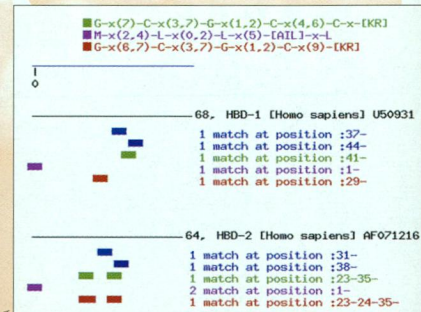 G-x(7)-C-x(3,7)-G-x(1,2)-C-x(4,6)-C-x-[KR]
M-x(2,4)-L-x(0,2)-L-x(5)-[AIL]-x-L
G-x(6,7)-C-x(3,7)-G-x(1,2)-C-x(9)-[KR]
0
68, HBD-1 [Homo sapiens] U50931
1 match at position :37-
1 match at position :44-
1 match at position :41-
1 match at position :1-
1 match at position :29-
64, HBD-2 [Homo sapiens] AF071216
1 match at position :31-
1 match at position :38-
1 match at position :23-35-
2 match at position :1-
1 match at position :23-24-35-